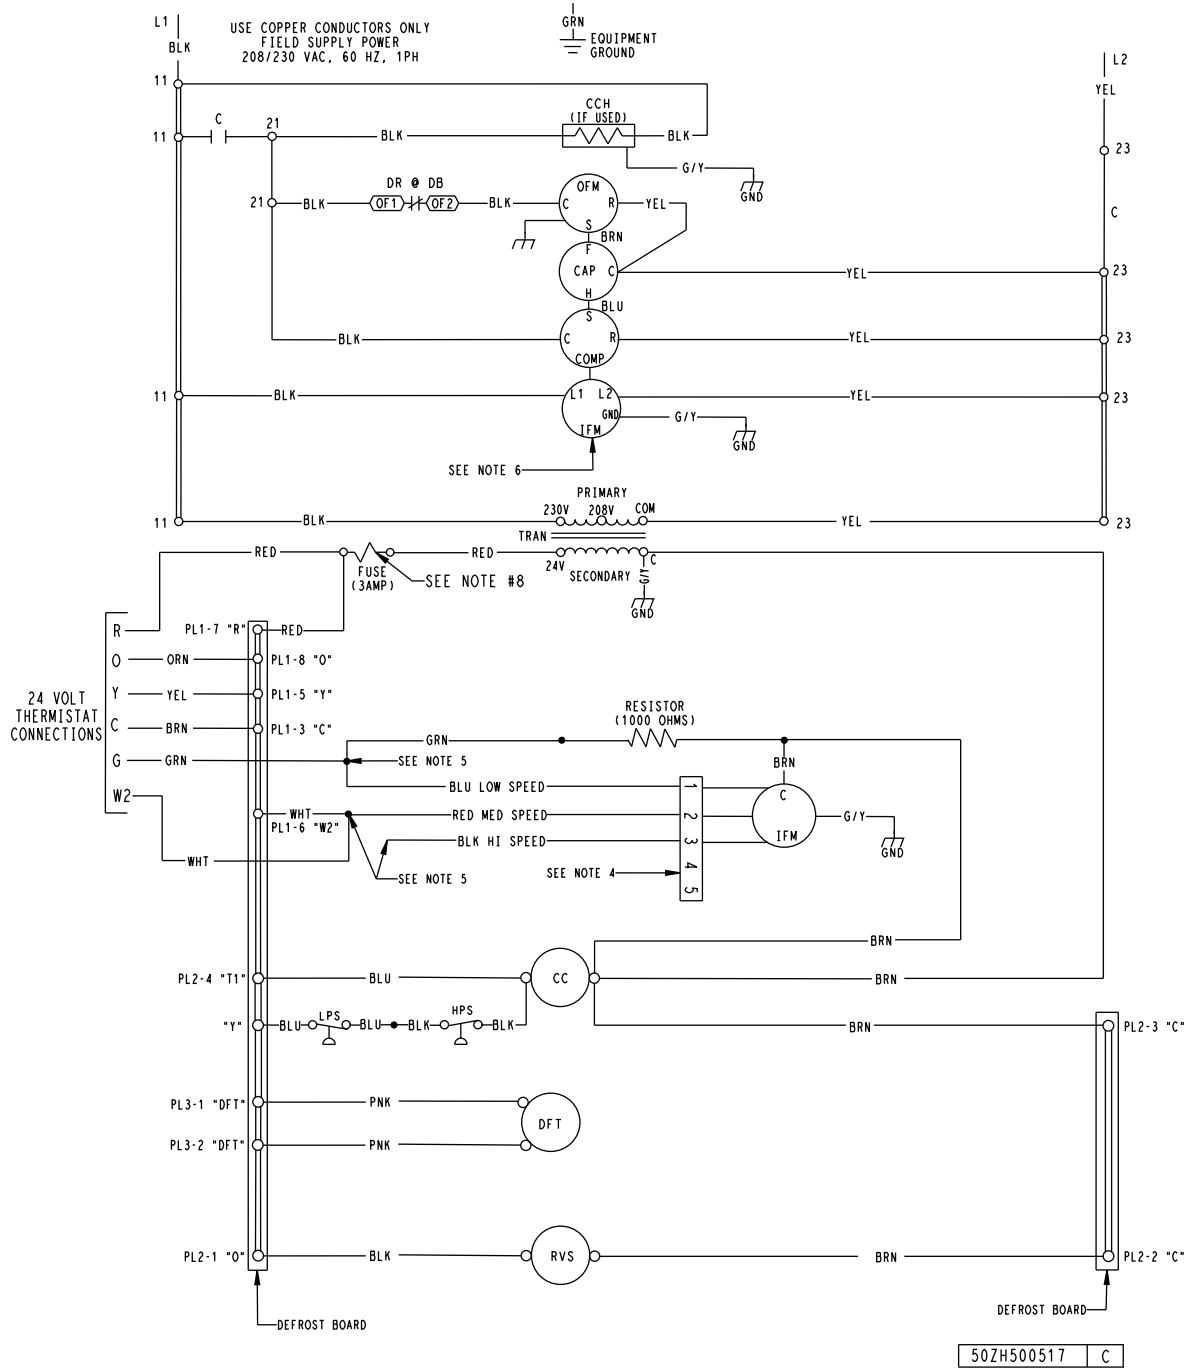 L1
BLK
USE COPPER CONDUCTORS ONLY
FIELD SUPPLY POWER
208/230 VAC, 60 HZ, 1PH
GRN
EQUIPMENT
GROUND
L2
YEL
11
CCH
(IF USED)
11
C
21
BLK
BLK
23
G/Y
GND
21
BLK
DR @ DB
OF1
OF2
BLK
OFM
C
R
S
YEL
C
BRN
F
CAP
C
H
YEL
23
BLU
S
BLK
C
R
COMP
YEL
23
11
BLK
L1
L2
GND
IFM
YEL
23
G/Y
GND
SEE NOTE 6
PRIMARY
230V
208V
COM
11
BLK
YEL
23
TRAN
RED
FUSE
(3AMP)
RED
24V
SECONDARY
C
G/Y
GND
SEE NOTE #8
24 VOLT
THERMISTAT
CONNECTIONS
R
PL1-7 "R"
RED
O
ORN
PL1-8 "O"
Y
YEL
PL1-5 "Y"
C
BRN
PL1-3 "C"
G
GRN
W2
GRN
RESISTOR
(1000 OHMS)
SEE NOTE 5
BRN
BLU LOW SPEED
1
C
WHT
PL1-6 "W2"
RED MED SPEED
2
IFM
G/Y
GND
BLK HI SPEED
3
WHT
SEE NOTE 5
SEE NOTE 4
4
5
BRN
PL2-4 "T1"
BLU
CC
BRN
"Y"
BLU
LPS
BLU
BLK
HPS
BLK
BRN
PL2-3 "C"
PL3-1 "DFT"
PNK
DFT
PL3-2 "DFT"
PNK
PL2-1 "O"
BLK
RVS
BRN
PL2-2 "C"
DEFROST BOARD
DEFROST BOARD
50ZH500517
C